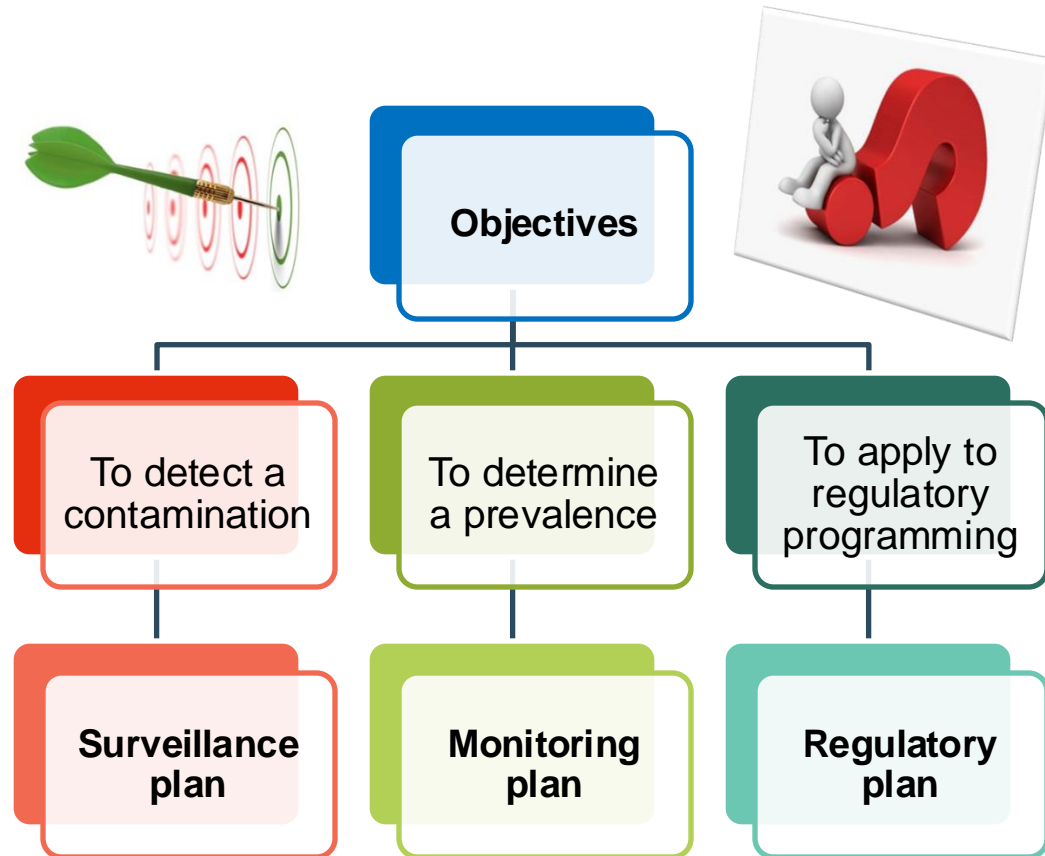 Objectives
To detect a
contamination
To determine
a prevalence
To apply to
regulatory
programming
Surveillance
plan
Monitoring
plan
Regulatory
plan